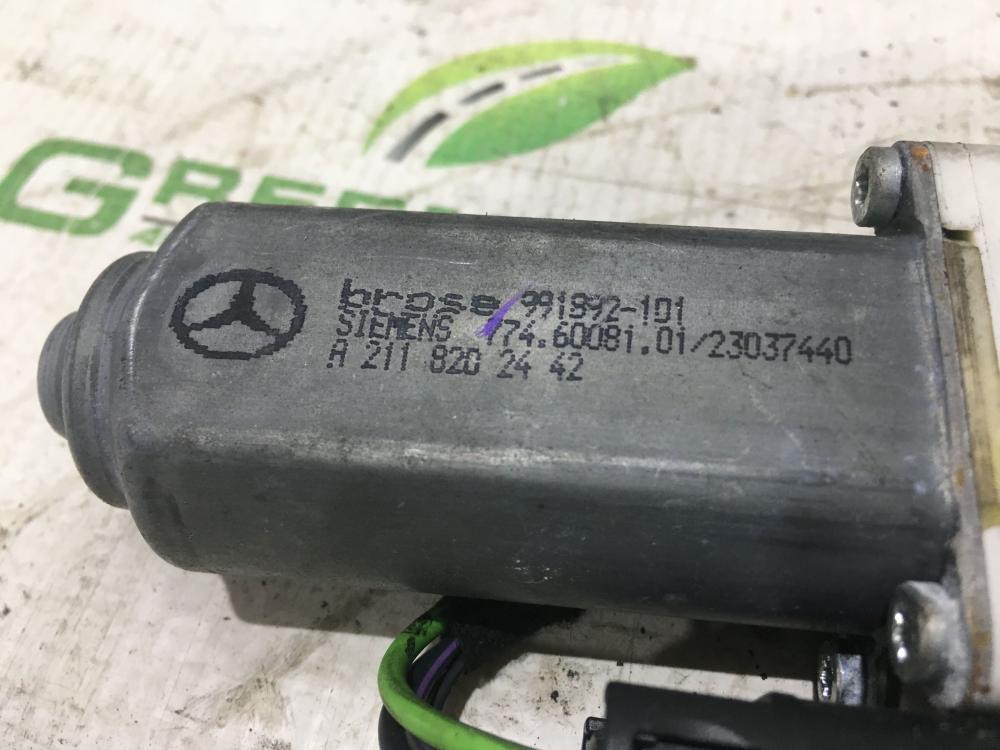 brose 991892-101
SIEMENS 774.60081.01/23037440
A 211 820 24 42